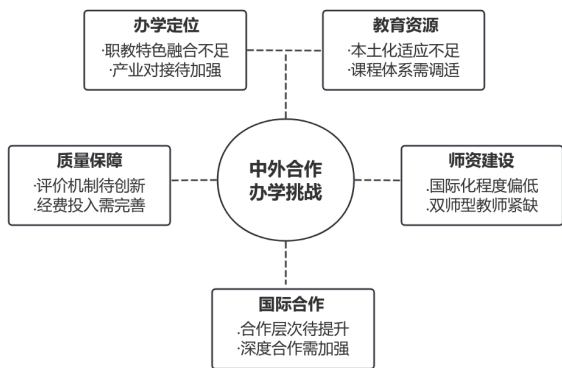 办学定位
·职教特色融合不足
·产业对接待加强
教育资源
·本土化适应不足
·课程体系需调适
质量保障
·评价机制待创新
·经费投入需完善
中外合作
办学挑战
师资建设
.国际化程度偏低
.双师型教师紧缺
国际合作
.合作层次待提升
·深度合作需加强